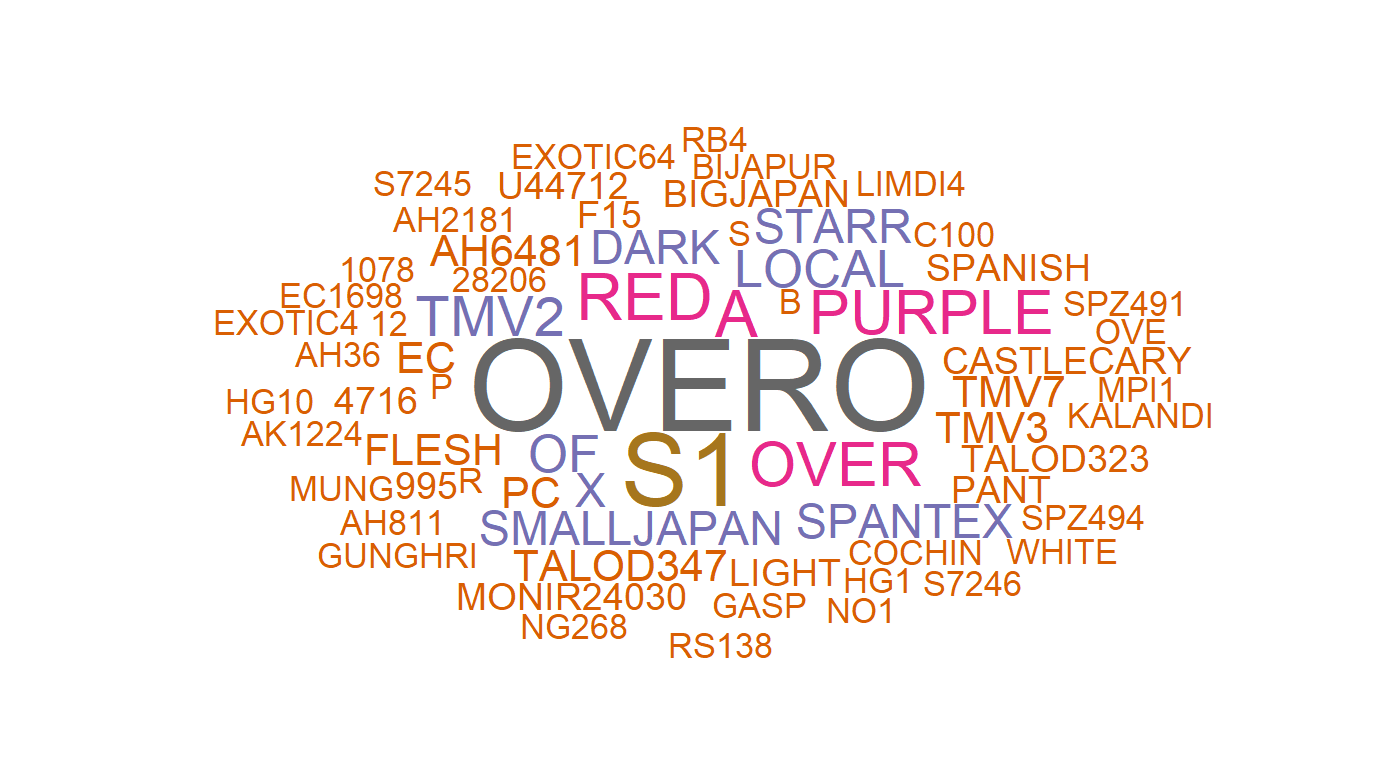 RB4
EXOTIC64
BIJAPUR
S7245
U44712
BIGJAPAN
LIMDI4
AH2181
F15
S
STARR
C100
AH6481
DARK
LOCAL
SPANISH
1078
28206
RED
A
B
PURPLE
SPZ491
EC1698
EXOTIC4
12
TMV2
OVE
AH36
EC
OVERO
CASTLECARY
P
TMV7
MPI1
HG10
4716
KALANDI
AK1224
FLESH
OF
S1
OVER
TMV3
TALOD323
MUNG995
R
PC
X
PANT
AH811
SMALLJAPAN
SPANTEX
SPZ494
GUNGHRI
TALOD347
LIGHT
COCHIN
WHITE
MONIR24030
GASP
HG1
S7246
NG268
NO1
RS138